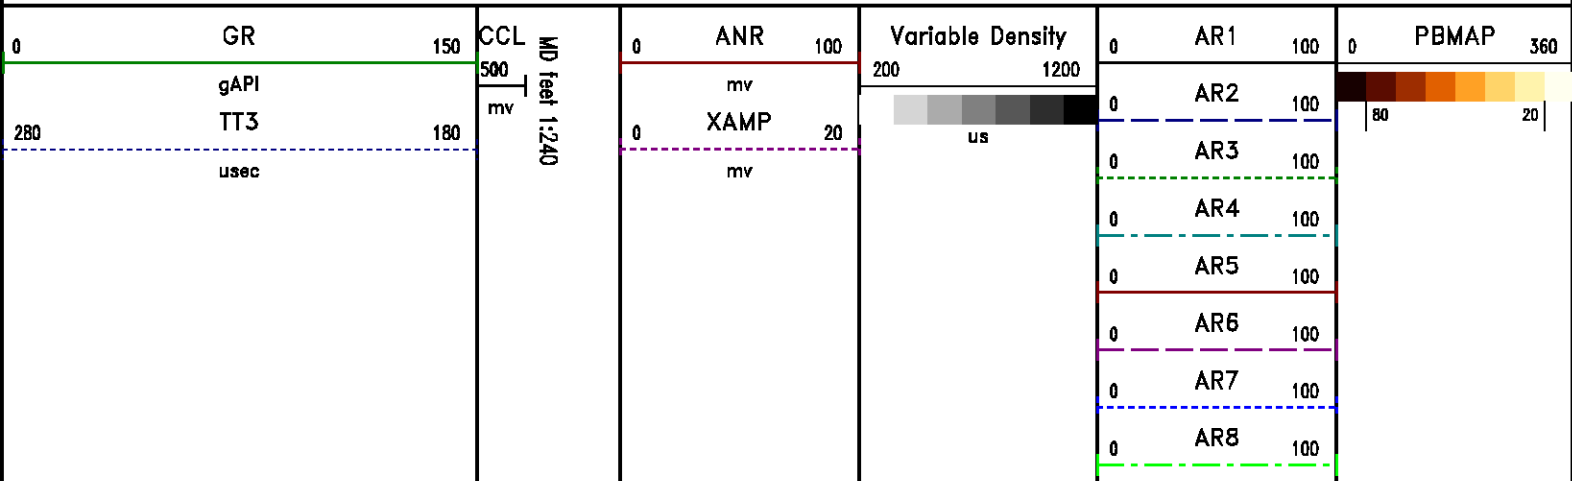 GR
0 150
gAPI
TT3
280 180
usec
CCL
mv
MD feet 1:240
ANR
0 100
mv
XAMP
0 20
mv
Variable Density
200 1200
us
AR1
0 100
AR2
0 100
AR3
0 100
AR4
0 100
AR5
0 100
AR6
0 100
AR7
0 100
AR8
0 100
PBMAP
0 360
80 20